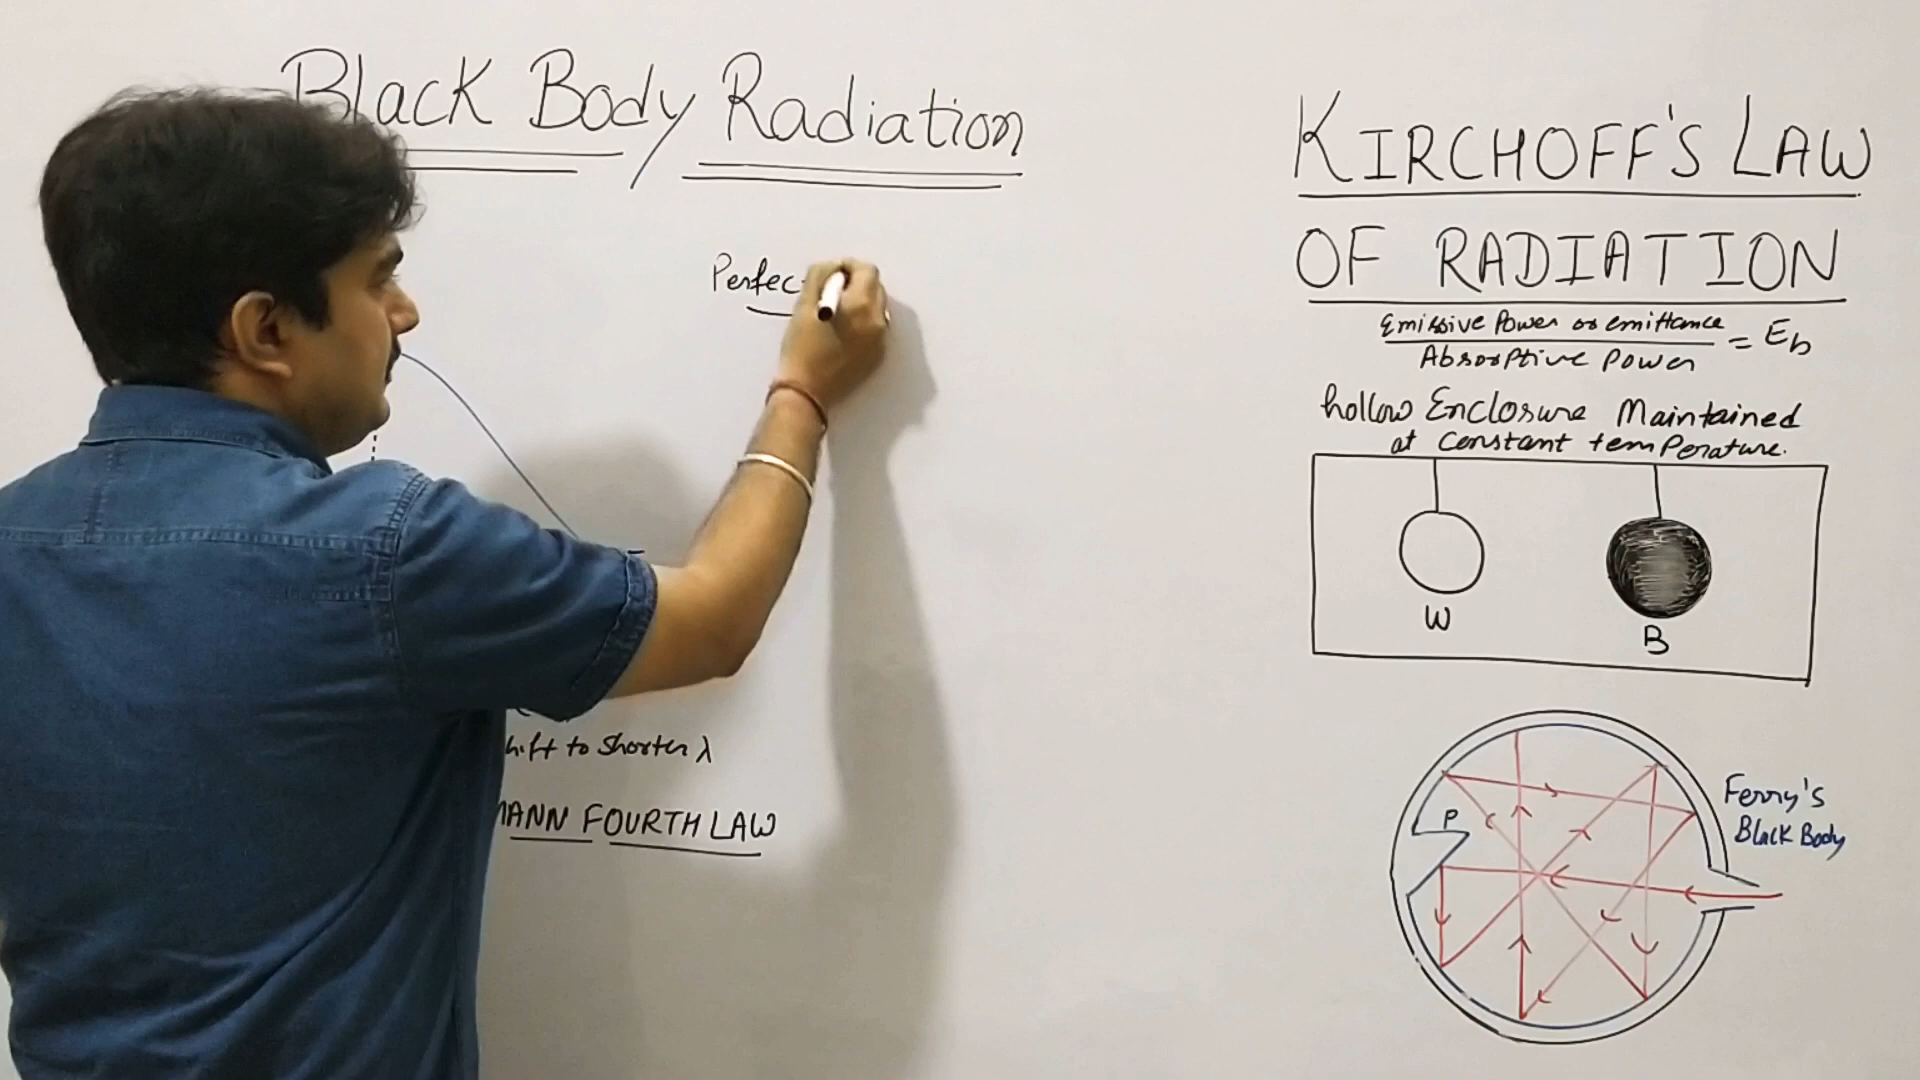 Black Body Radiation
Perfec
hift to Shorter λ
MANN FOURTH LAW
KIRCHOFF'S LAW
OF RADIATION
Emissive Power or emittance
= Eb
Absorptive Power
hollow Enclosure Maintained
at constant temperature.
W
B
P
Ferry's
Black Body